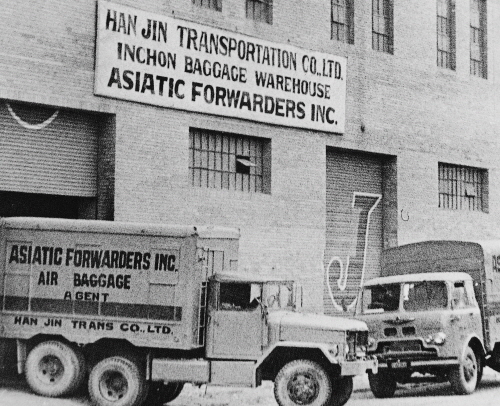 HAN JIN TRANSPORTATION CO.,LTD.
INCHON BAGGAGE WAREHOUSE
ASIATIC FORWARDERS INC.
ASIATIC FORWARDERS INC.
AIR BAGGAGE
AGENT
HAN JIN TRANS CO.,LTD.